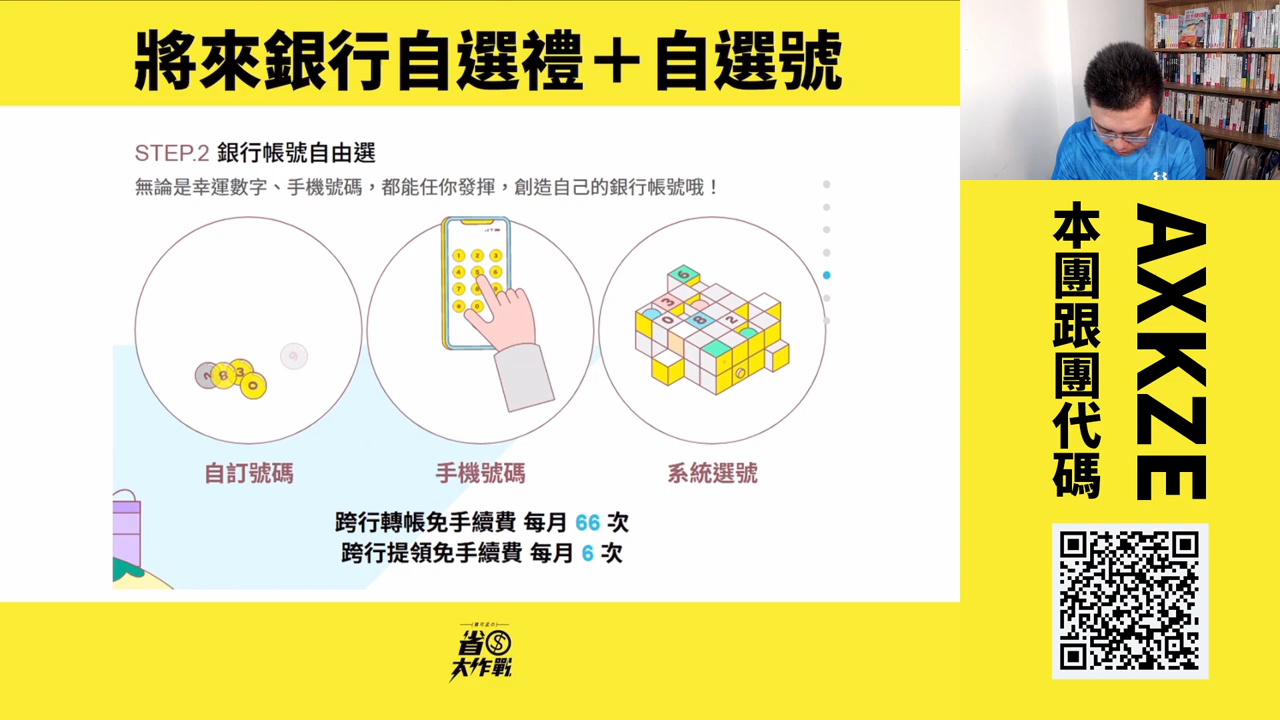 將來銀行自選禮＋自選號
STEP.2 銀行帳號自由選
無論是幸運數字、手機號碼，都能任你發揮，創造自己的銀行帳號哦！
自訂號碼
手機號碼
系統選號
跨行轉帳免手續費 每月 66 次
跨行提領免手續費 每月 6 次
省
大作戰
AXKZE
本團跟團代碼